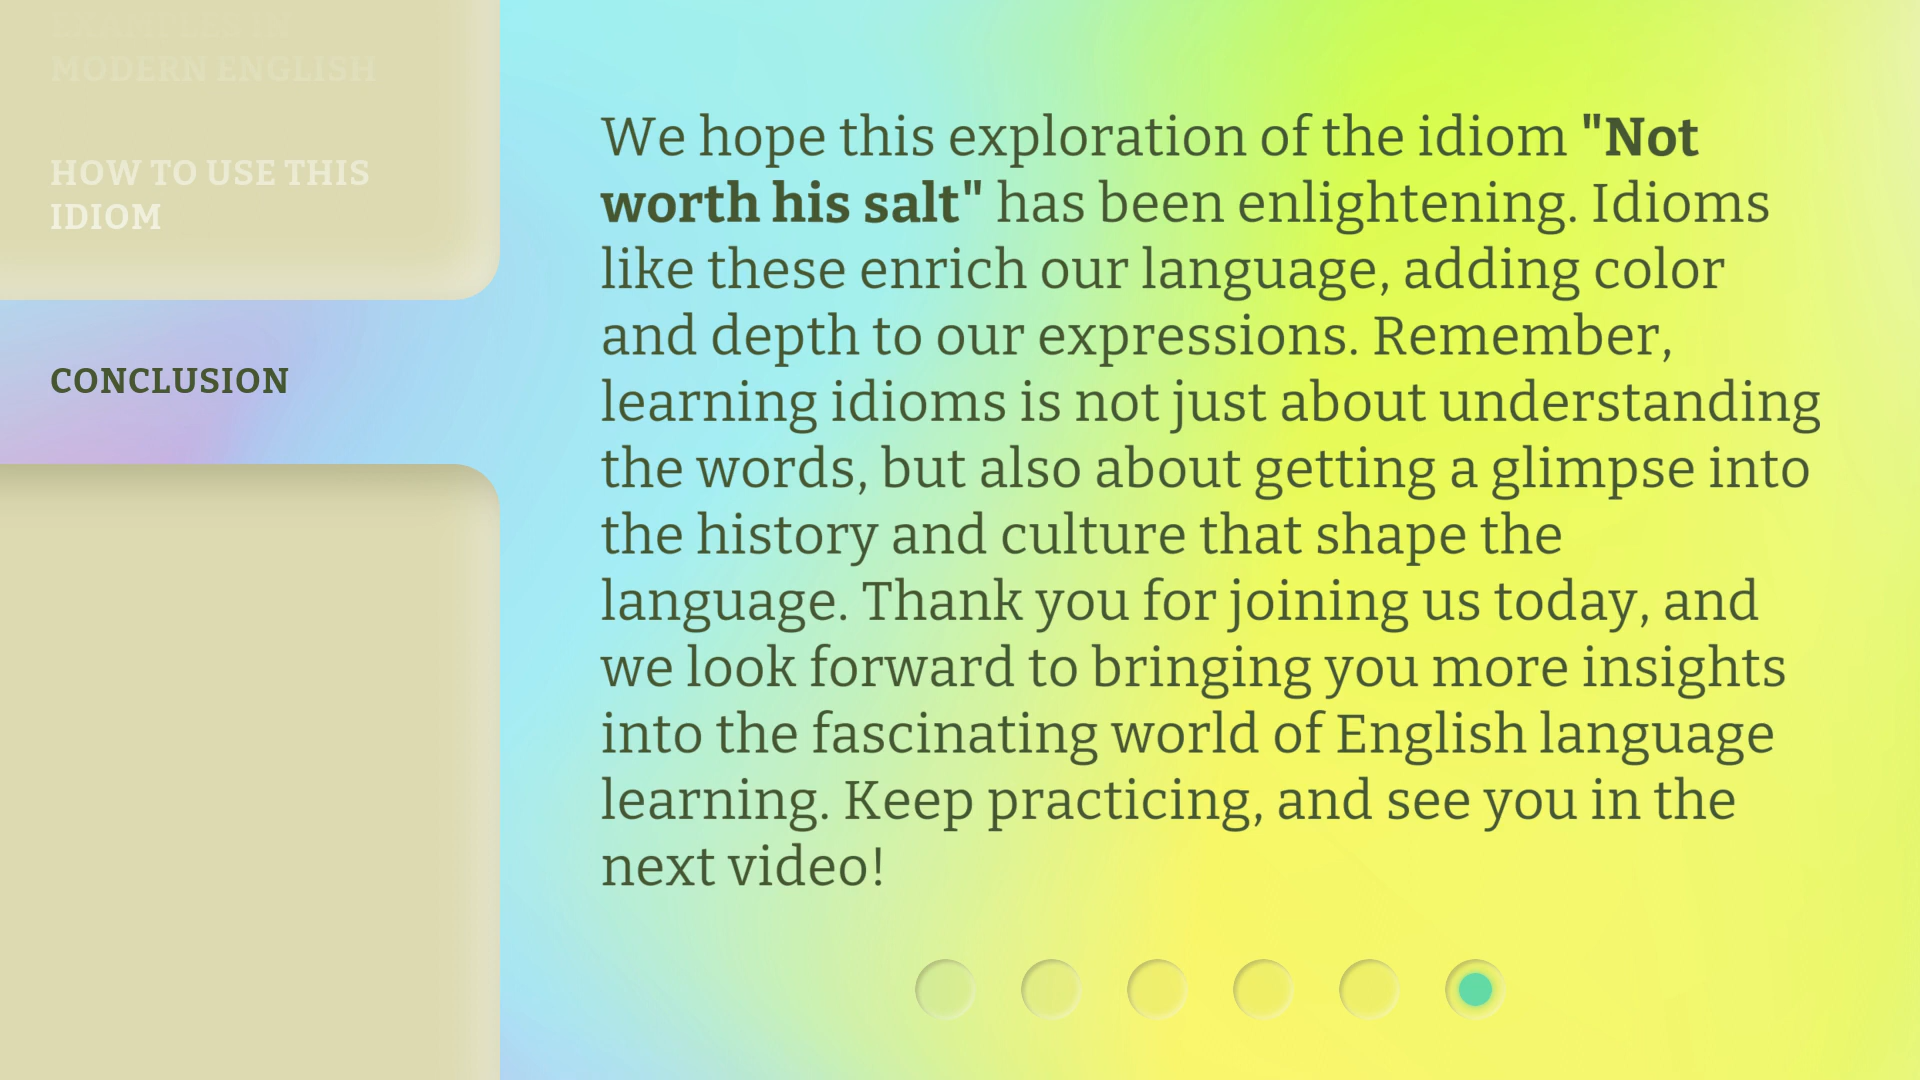 EXAMPLES IN
MODERN ENGLISH
HOW TO USE THIS
IDIOM
CONCLUSION
We hope this exploration of the idiom "Not
worth his salt" has been enlightening. Idioms
like these enrich our language, adding color
and depth to our expressions. Remember,
learning idioms is not just about understanding
the words, but also about getting a glimpse into
the history and culture that shape the
language. Thank you for joining us today, and
we look forward to bringing you more insights
into the fascinating world of English language
learning. Keep practicing, and see you in the
next video!